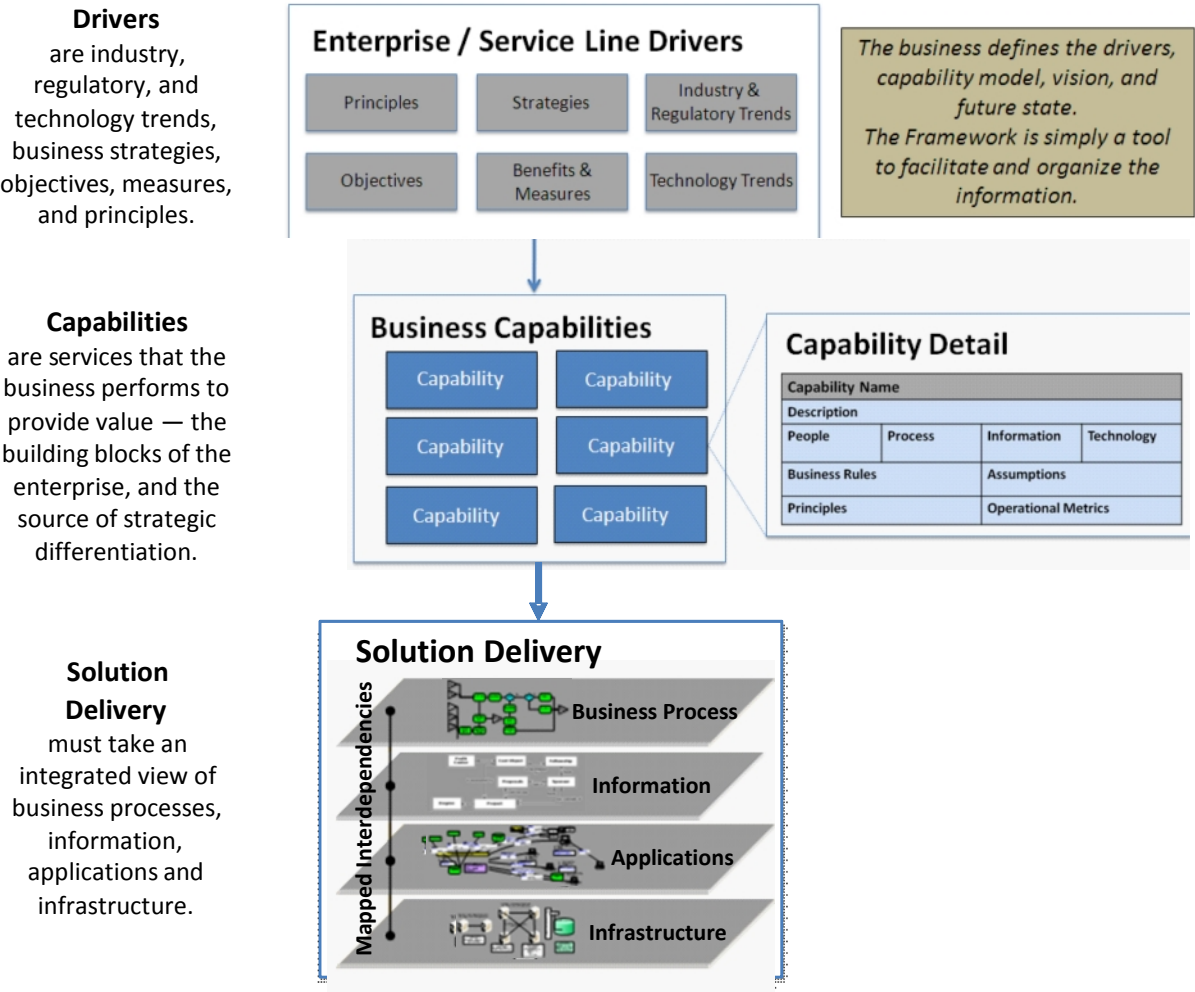 Drivers
are industry,
regulatory, and
technology trends,
business strategies,
objectives, measures,
and principles.
Enterprise / Service Line Drivers
Principles
Strategies
Industry &
Regulatory Trends
Objectives
Benefits &
Measures
Technology Trends
The business defines the drivers,
capability model, vision, and
future state.
The Framework is simply a tool
to facilitate and organize the
information.
Capabilities
are services that the
business performs to
provide value — the
building blocks of the
enterprise, and the
source of strategic
differentiation.
Business Capabilities
Capability
Capability
Capability
Capability
Capability
Capability
Capability Detail
Capability Name
Description
People
Process
Information
Technology
Business Rules
Assumptions
Principles
Operational Metrics
Solution
Delivery
must take an
integrated view of
business processes,
information,
applications and
infrastructure.
Solution Delivery
Mapped Interdependencies
Business Process
Information
Applications
Infrastructure